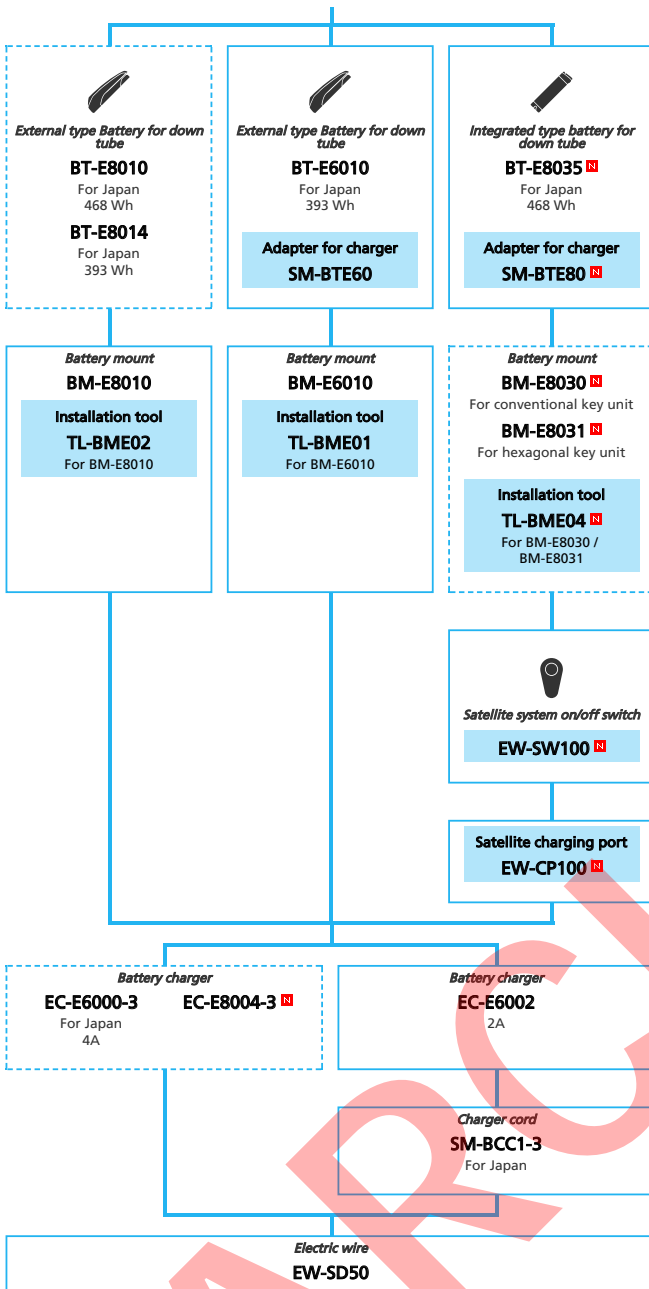 External type Battery for down
tube
BT-E8010
For Japan
468 Wh
BT-E8014
For Japan
393 Wh
External type Battery for down
tube
BT-E6010
For Japan
393 Wh
Adapter for charger
SM-BTE60
Integrated type battery for
down tube
BT-E8035 N
For Japan
468 Wh
Adapter for charger
SM-BTE80 N
Battery mount
BM-E8010
Installation tool
TL-BME02
For BM-E8010
Battery mount
BM-E6010
Installation tool
TL-BME01
For BM-E6010
Battery mount
BM-E8030 N
For conventional key unit
BM-E8031 N
For hexagonal key unit
Installation tool
TL-BME04 N
For BM-E8030 /
BM-E8031
Satellite system on/off switch
EW-SW100 N
Satellite charging port
EW-CP100 N
Battery charger
EC-E6000-3
For Japan
4A
EC-E8004-3 N
Battery charger
EC-E6002
2A
Charger cord
SM-BCC1-3
For Japan
Electric wire
EW-SD50